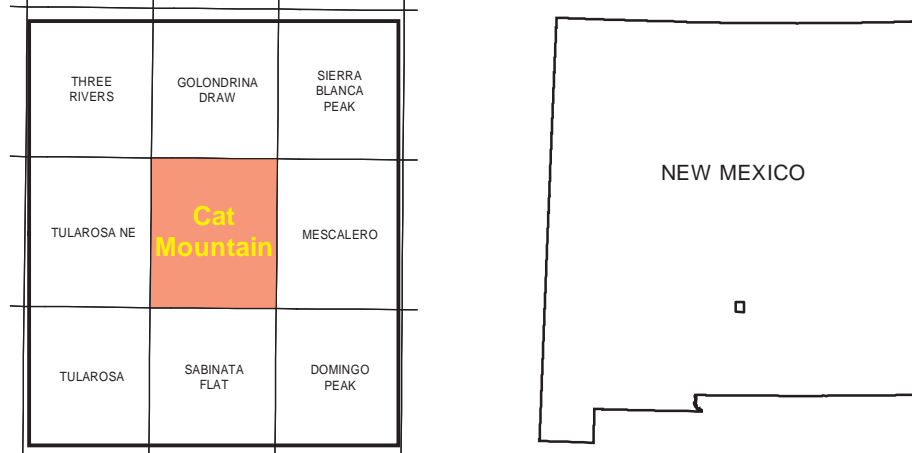 THREE
RIVERS
GOLONDRINA
DRAW
SIERRA
BLANCA
PEAK
TULAROSA NE
Cat
Mountain
MESCALERO
TULAROSA
SABINATA
FLAT
DOMINGO
PEAK
NEW MEXICO